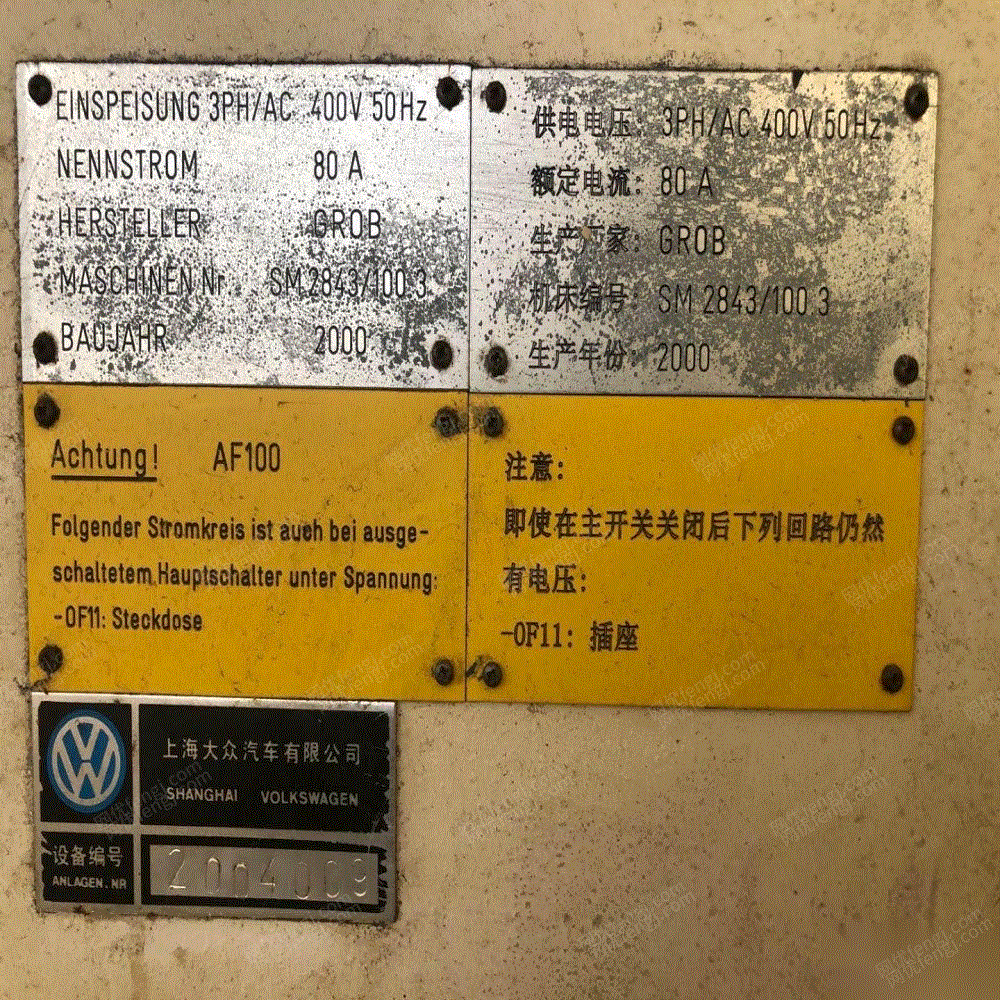 EINSPEISUNG 3PH/AC 400V 50Hz
NENNSTROM 80 A
HERSTELLER GROB
MASCHINEN Nr SM 2843/100 3
BAUJAHR 2000
供电电压: 3PH/AC 400V 50Hz
额定电流: 80 A
生产厂家: GROB
机床编号: SM 2843/100 3
生产年份: 2000
Achtung! AF100
Folgender Stromkreis ist auch bei ausge-
schaltetem Hauptschalter unter Spannung:
-0F11: Steckdose
注意:
即使在主开关关闭后下列回路仍然
有电压:
-0F11: 插座
上海大众汽车有限公司
SHANGHAI VOLKSWAGEN
设备编号
ANLAGEN. NR